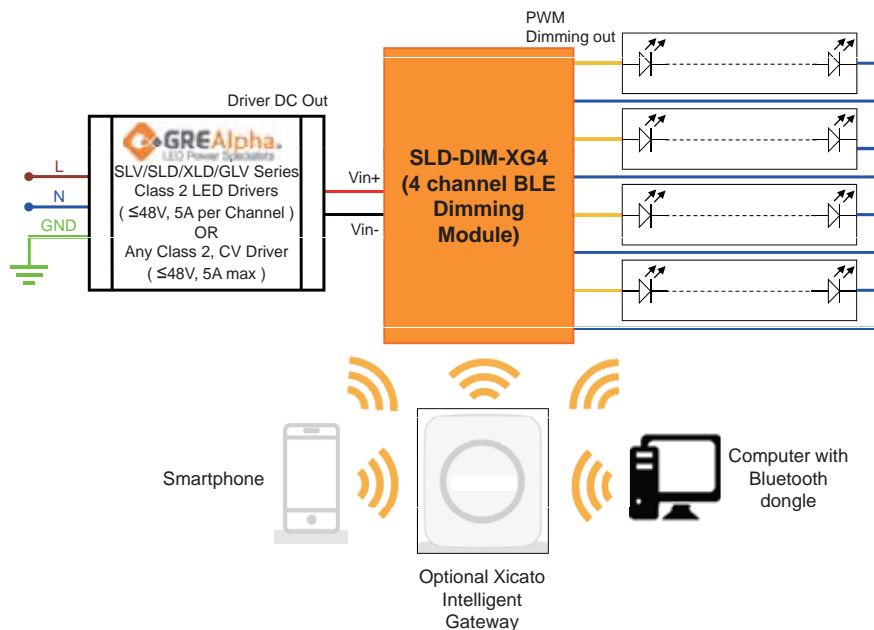 PWM
Dimming out
Driver DC Out
GREAlpha®
LED Power Specialists
L
N
GND
SLV/SLD/XLD/GLV Series
Class 2 LED Drivers
( ≤48V, 5A per Channel )
OR
Any Class 2, CV Driver
( ≤48V, 5A max )
Vin+
Vin-
SLD-DIM-XG4
(4 channel BLE
Dimming
Module)
Smartphone
Computer with
Bluetooth
dongle
Optional Xicato
Intelligent
Gateway